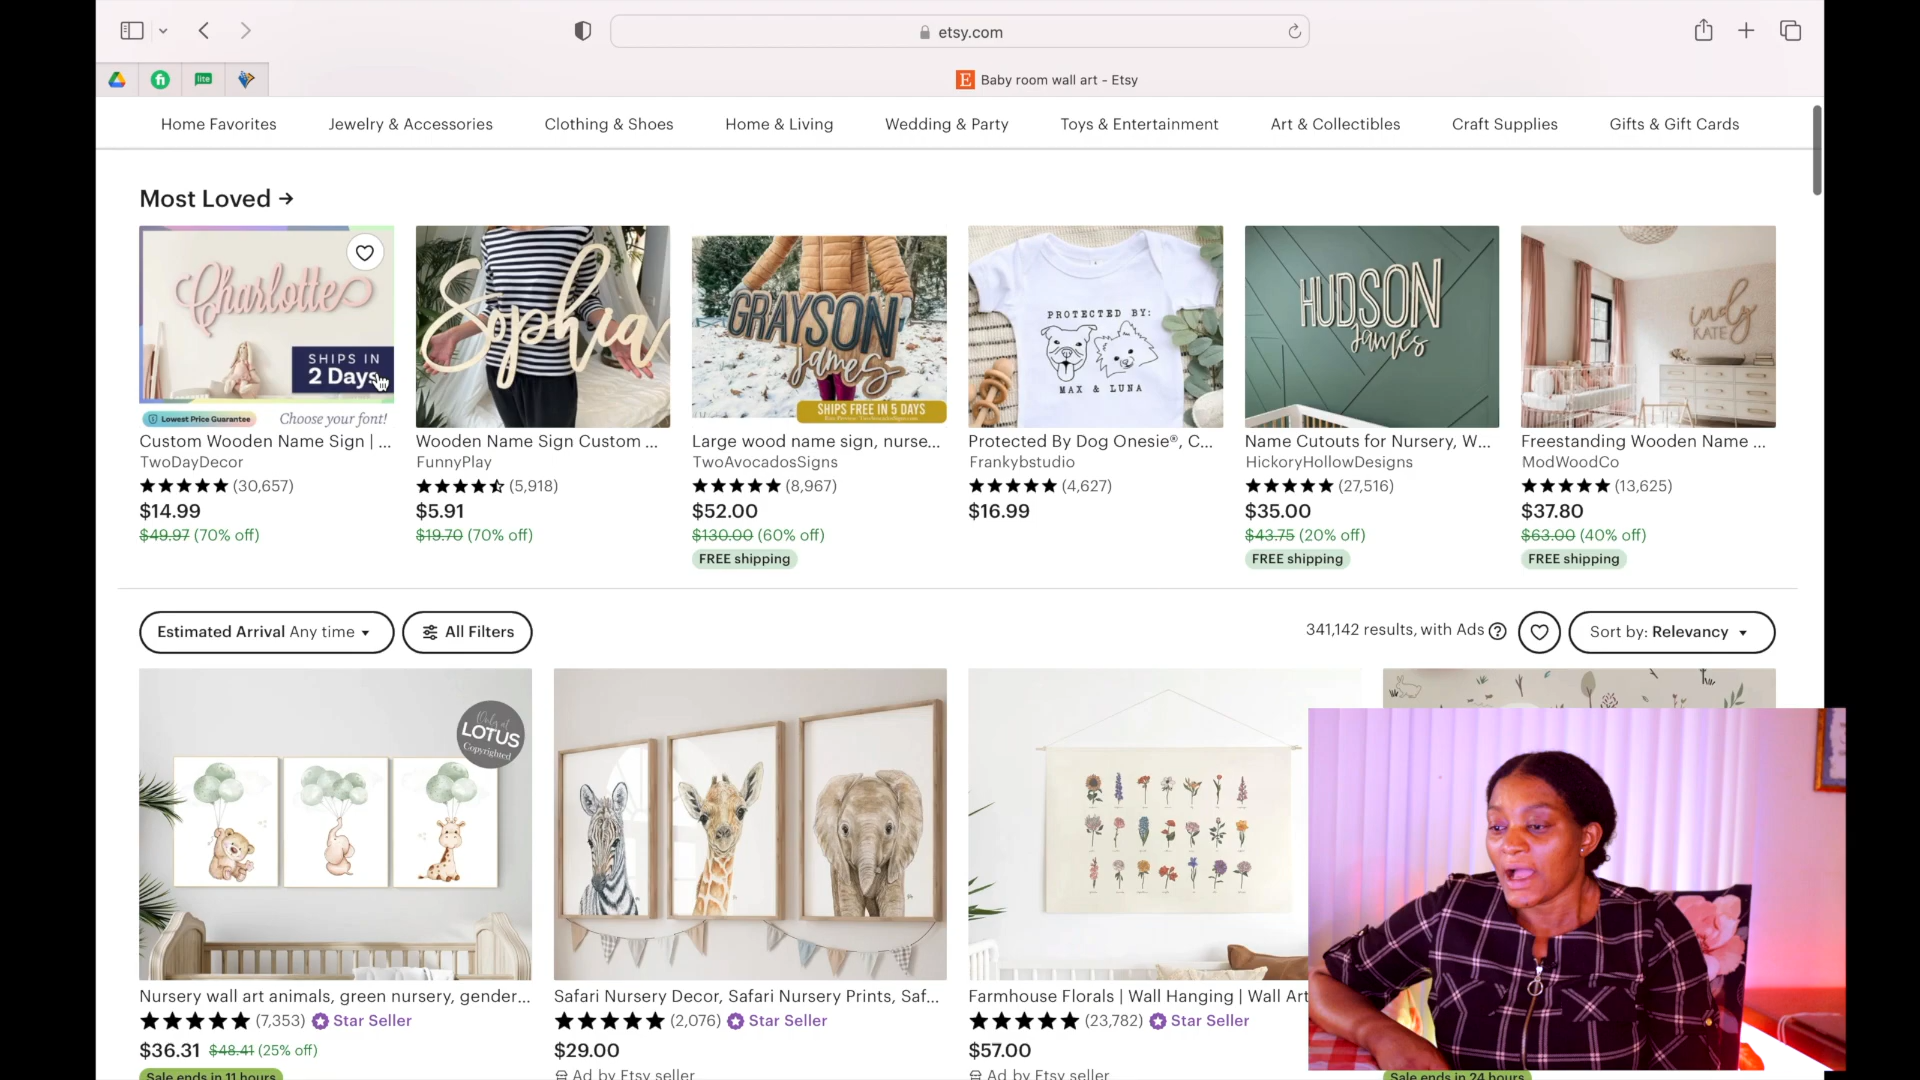 etsy.com
lite
E Baby room wall art - Etsy
Home Favorites Jewelry & Accessories Clothing & Shoes Home & Living Wedding & Party Toys & Entertainment Art & Collectibles Craft Supplies Gifts & Gift Cards
Most Loved →
Charlotte
SHIPS IN
2 Days
Lowest Price Guarantee Choose your font!
Custom Wooden Name Sign | ...
TwoDayDecor
(30,657)
$14.99
$49.97 (70% off)
Sophia
Wooden Name Sign Custom ...
FunnyPlay
(5,918)
$5.91
$19.70 (70% off)
GRAYSON
James
SHIPS FREE IN 5 DAYS
Large wood name sign, nurse...
TwoAvocadosSigns
(8,967)
$52.00
$130.00 (60% off)
FREE shipping
PROTECTED BY:
MAX & LUNA
Protected By Dog Onesie®, C...
Frankybstudio
(4,627)
$16.99
HUDSON
James
Name Cutouts for Nursery, W...
HickoryHollowDesigns
(27,516)
$35.00
$43.75 (20% off)
FREE shipping
indy
KATE
Freestanding Wooden Name ...
ModWoodCo
(13,625)
$37.80
$63.00 (40% off)
FREE shipping
Estimated Arrival Any time
All Filters
341,142 results, with Ads ?
Sort by: Relevancy
Only at
LOTUS
Copyrighted
Nursery wall art animals, green nursery, gender...
(7,353) Star Seller
$36.31 $48.41 (25% off)
Sale ends in 11 hours
Safari Nursery Decor, Safari Nursery Prints, Saf...
(2,076) Star Seller
$29.00
Ad by Etsy seller
Farmhouse Florals | Wall Hanging | Wall Art
(23,782) Star Seller
$57.00
Ad by Etsy seller
Sale ends in 24 hours